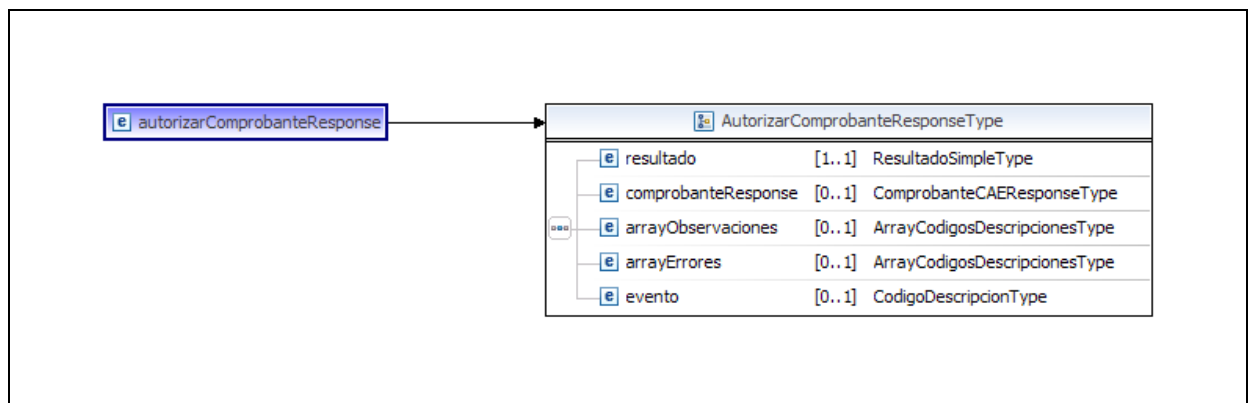 e autorizarComprobanteResponse
AutorizarComprobanteResponseType
e resultado [1..1] ResultadoSimpleType
e comprobanteResponse [0..1] ComprobanteCAEResponseType
e arrayObservaciones [0..1] ArrayCodigosDescripcionesType
e arrayErrores [0..1] ArrayCodigosDescripcionesType
e evento [0..1] CodigoDescripcionType